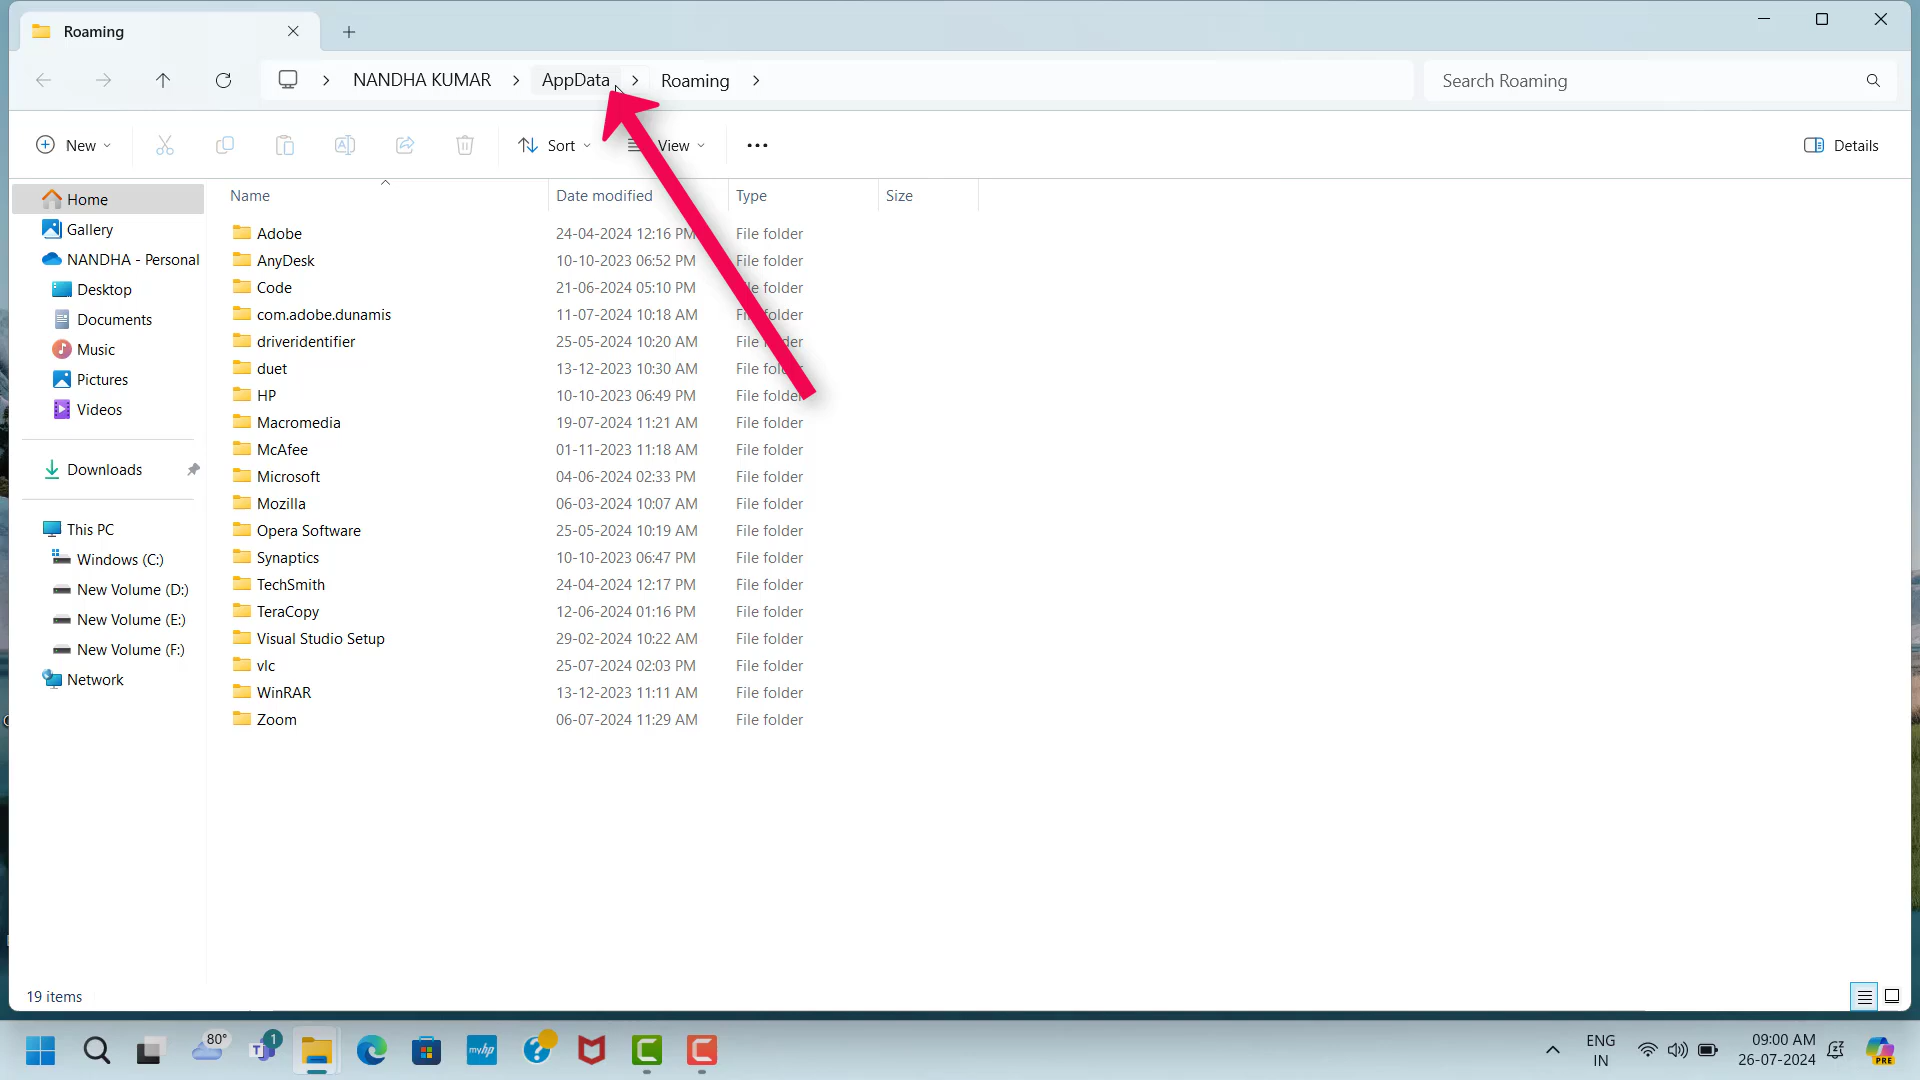 Roaming
NANDHA KUMAR
AppData
Roaming
Search Roaming
New
Sort
View
Details
Name
Date modified
Type
Size
Home
Gallery
NANDHA - Personal
Desktop
Documents
Music
Pictures
Videos
Downloads
This PC
Windows (C:)
New Volume (D:)
New Volume (E:)
New Volume (F:)
Network
Adobe 24-04-2024 12:16 PM File folder
AnyDesk 10-10-2023 06:52 PM File folder
Code 21-06-2024 05:10 PM folder
com.adobe.dunamis 11-07-2024 10:18 AM
driveridentifier 25-05-2024 10:20 AM File
duet 13-12-2023 10:30 AM File
HP 10-10-2023 06:49 PM File folder
Macromedia 19-07-2024 11:21 AM File folder
McAfee 01-11-2023 11:18 AM File folder
Microsoft 04-06-2024 02:33 PM File folder
Mozilla 06-03-2024 10:07 AM File folder
Opera Software 25-05-2024 10:19 AM File folder
Synaptics 10-10-2023 06:47 PM File folder
TechSmith 24-04-2024 12:17 PM File folder
TeraCopy 12-06-2024 01:16 PM File folder
Visual Studio Setup 29-02-2024 10:22 AM File folder
vlc 25-07-2024 02:03 PM File folder
WinRAR 13-12-2023 11:11 AM File folder
Zoom 06-07-2024 11:29 AM File folder
19 items
80°
T
1
myhp
?
C
C
ENG
IN
09:00 AM
26-07-2024
PRE